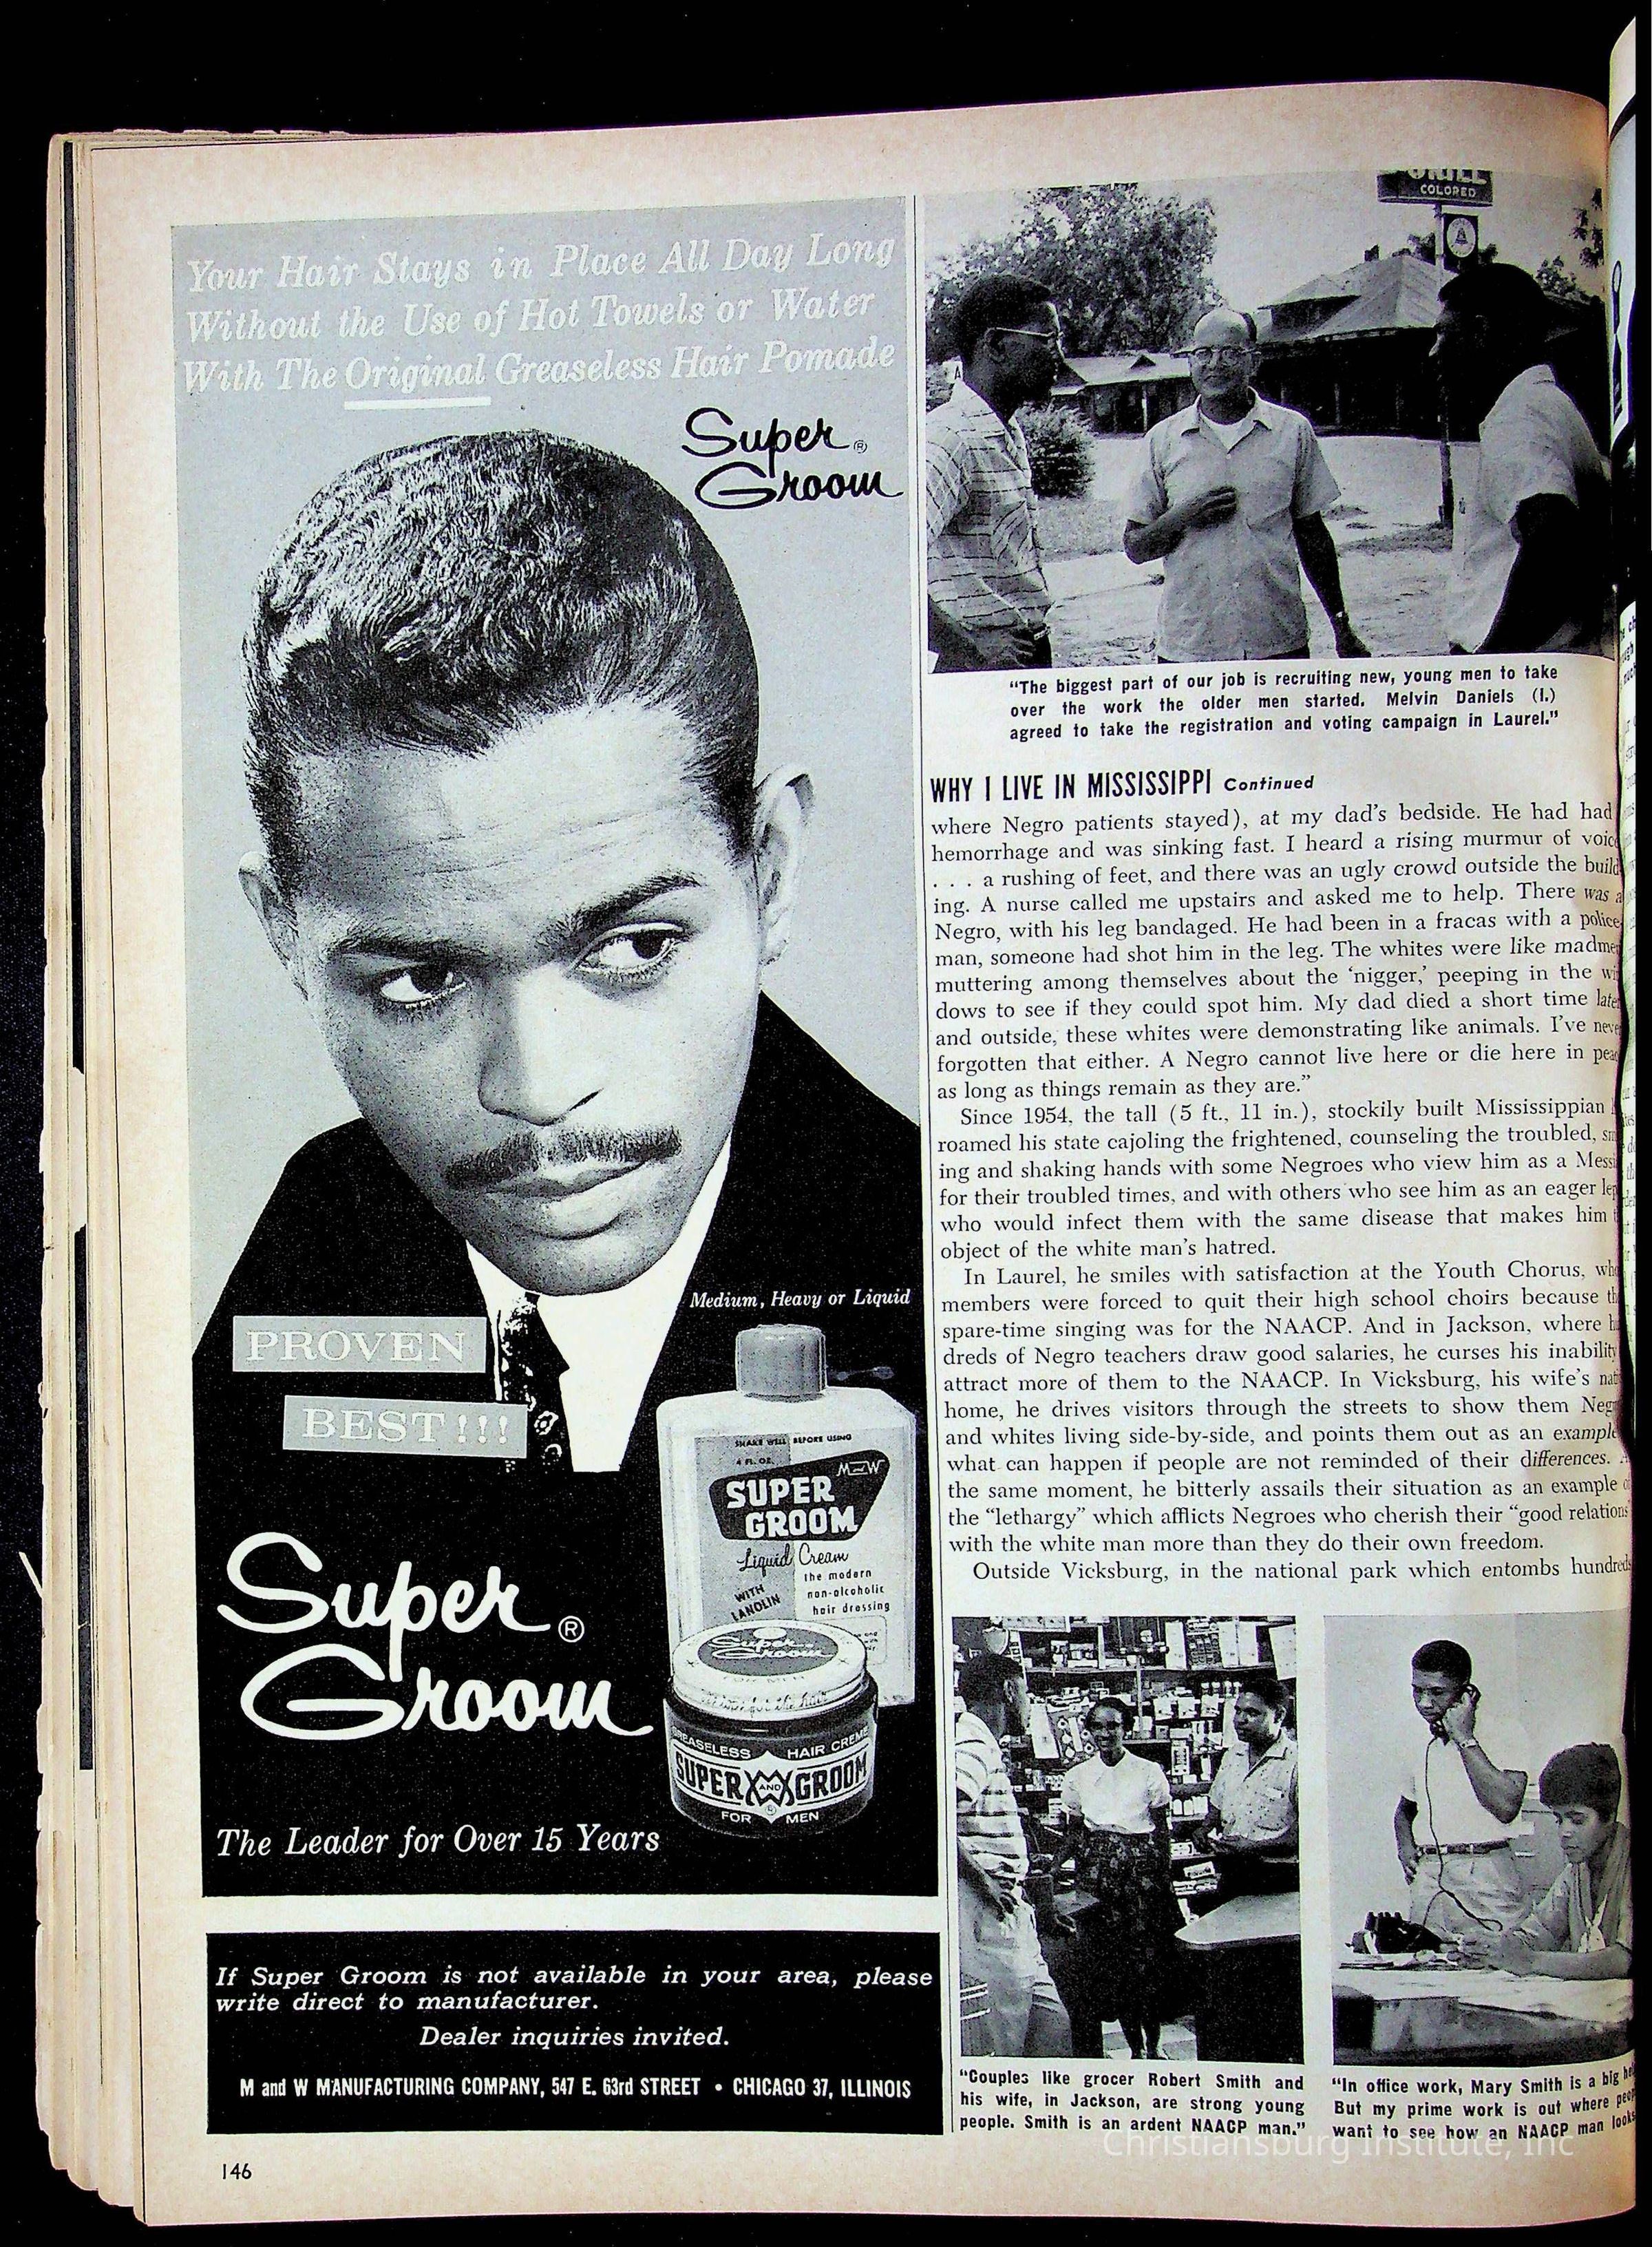 Your Hair Stays in Place All Day Long
Without the Use of Hot Towels or Water
With The Original Greaseless Hair Pomade
Super ®
Groom
PROVEN
BEST!!!
Medium, Heavy or Liquid
SHAKE WELL BEFORE USING
4 FL. OZ.
M and W
SUPER
GROOM
Liquid Cream
WITH
LANOLIN
the modern
non-alcoholic
hair dressing
Super
Groom
FOR MEN
GREASELESS HAIR CREME
SUPER AND GROOM
FOR MEN
Super ®
Groom
The Leader for Over 15 Years
If Super Groom is not available in your area, please
write direct to manufacturer.
Dealer inquiries invited.
M and W MANUFACTURING COMPANY, 547 E. 63rd STREET • CHICAGO 37, ILLINOIS
146
GRILL
COLORED
"The biggest part of our job is recruiting new, young men to take
over the work the older men started. Melvin Daniels (l.)
agreed to take the registration and voting campaign in Laurel."
WHY I LIVE IN MISSISSIPPI Continued
where Negro patients stayed), at my dad's bedside. He had had
hemorrhage and was sinking fast. I heard a rising murmur of voic
. . . a rushing of feet, and there was an ugly crowd outside the build
ing. A nurse called me upstairs and asked me to help. There was a
Negro, with his leg bandaged. He had been in a fracas with a police
man, someone had shot him in the leg. The whites were like madme
muttering among themselves about the 'nigger,' peeping in the wi
dows to see if they could spot him. My dad died a short time late
and outside, these whites were demonstrating like animals. I've neve
forgotten that either. A Negro cannot live here or die here in peac
as long as things remain as they are."
Since 1954, the tall (5 ft., 11 in.), stockily built Mississippian
roamed his state cajoling the frightened, counseling the troubled, sm
ing and shaking hands with some Negroes who view him as a Messi
for their troubled times, and with others who see him as an eager lep
who would infect them with the same disease that makes him t
object of the white man's hatred.
In Laurel, he smiles with satisfaction at the Youth Chorus, who
members were forced to quit their high school choirs because th
spare-time singing was for the NAACP. And in Jackson, where hu
dreds of Negro teachers draw good salaries, he curses his inability
attract more of them to the NAACP. In Vicksburg, his wife's nat
home, he drives visitors through the streets to show them Negr
and whites living side-by-side, and points them out as an example
what can happen if people are not reminded of their differences. A
the same moment, he bitterly assails their situation as an example o
the "lethargy" which afflicts Negroes who cherish their "good relations"
with the white man more than they do their own freedom.
Outside Vicksburg, in the national park which entombs hundreds
"Couples like grocer Robert Smith and
his wife, in Jackson, are strong young
people. Smith is an ardent NAACP man."
"In office work, Mary Smith is a big hel
But my prime work is out where peop
want to see how an NAACP man looks
Christiansburg Institute, Inc